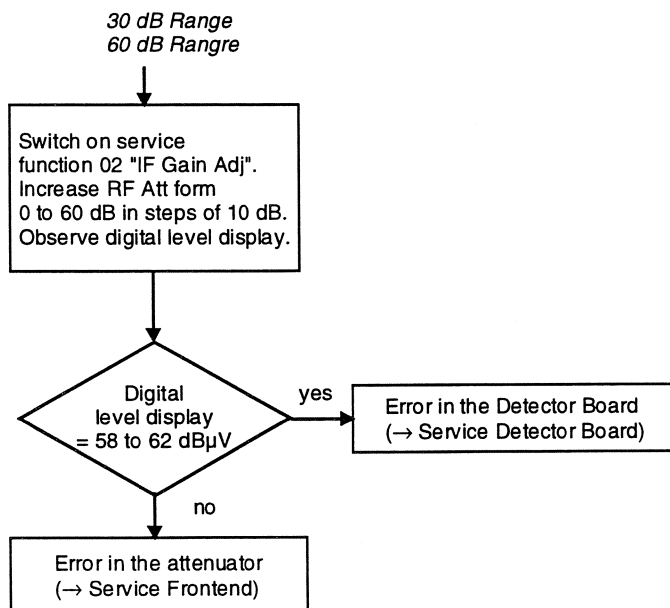 30 dB Range
60 dB Rangre
Switch on service
function 02 "IF Gain Adj".
Increase RF Att form
0 to 60 dB in steps of 10 dB.
Observe digital level display.
Digital
level display
= 58 to 62 dBµV
yes
Error in the Detector Board
(→ Service Detector Board)
no
Error in the attenuator
(→ Service Frontend)